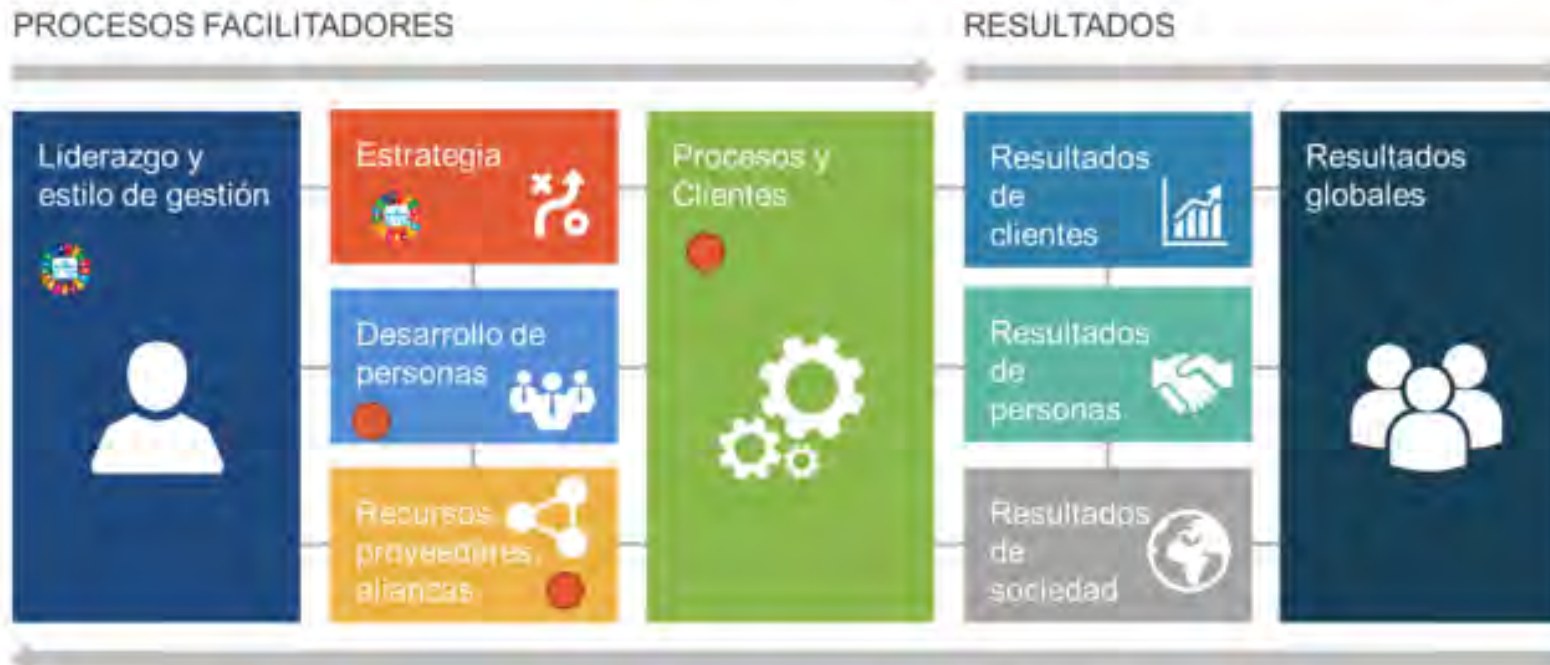 PROCESOS FACILITADORES
RESULTADOS
Liderazgo y
estilo de gestión
Estrategia
Desarrollo de
personas
Recursos
proveedores,
alianzas
Procesos y
Clientes
Resultados
de
clientes
Resultados
de
personas
Resultados
de
sociedad
Resultados
globales